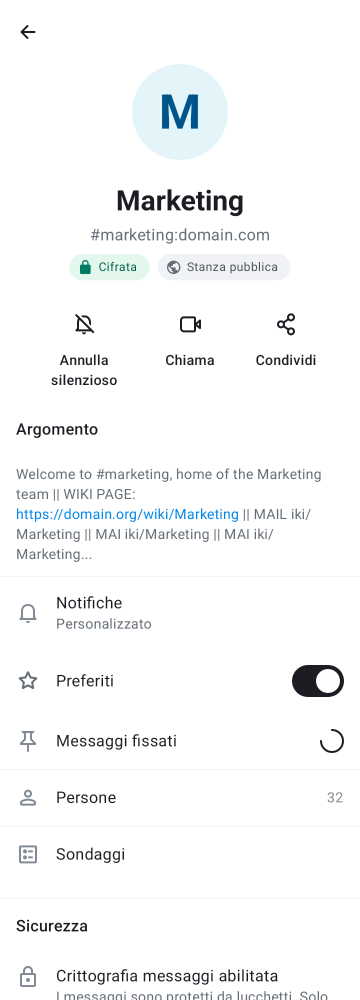 M
Marketing
#marketing:domain.com
Cifrata
Stanza pubblica
Annulla
silenzioso
Chiama
Condividi
Argomento
Welcome to #marketing, home of the Marketing
team || WIKI PAGE:
https://domain.org/wiki/Marketing || MAIL iki/
Marketing || MAI iki/Marketing || MAI iki/
Marketing...
Notifiche
Personalizzato
Preferiti
Messaggi fissati
Persone
32
Sondaggi
Sicurezza
Crittografia messaggi abilitata
I messaggi sono protetti da lucchetti. Solo